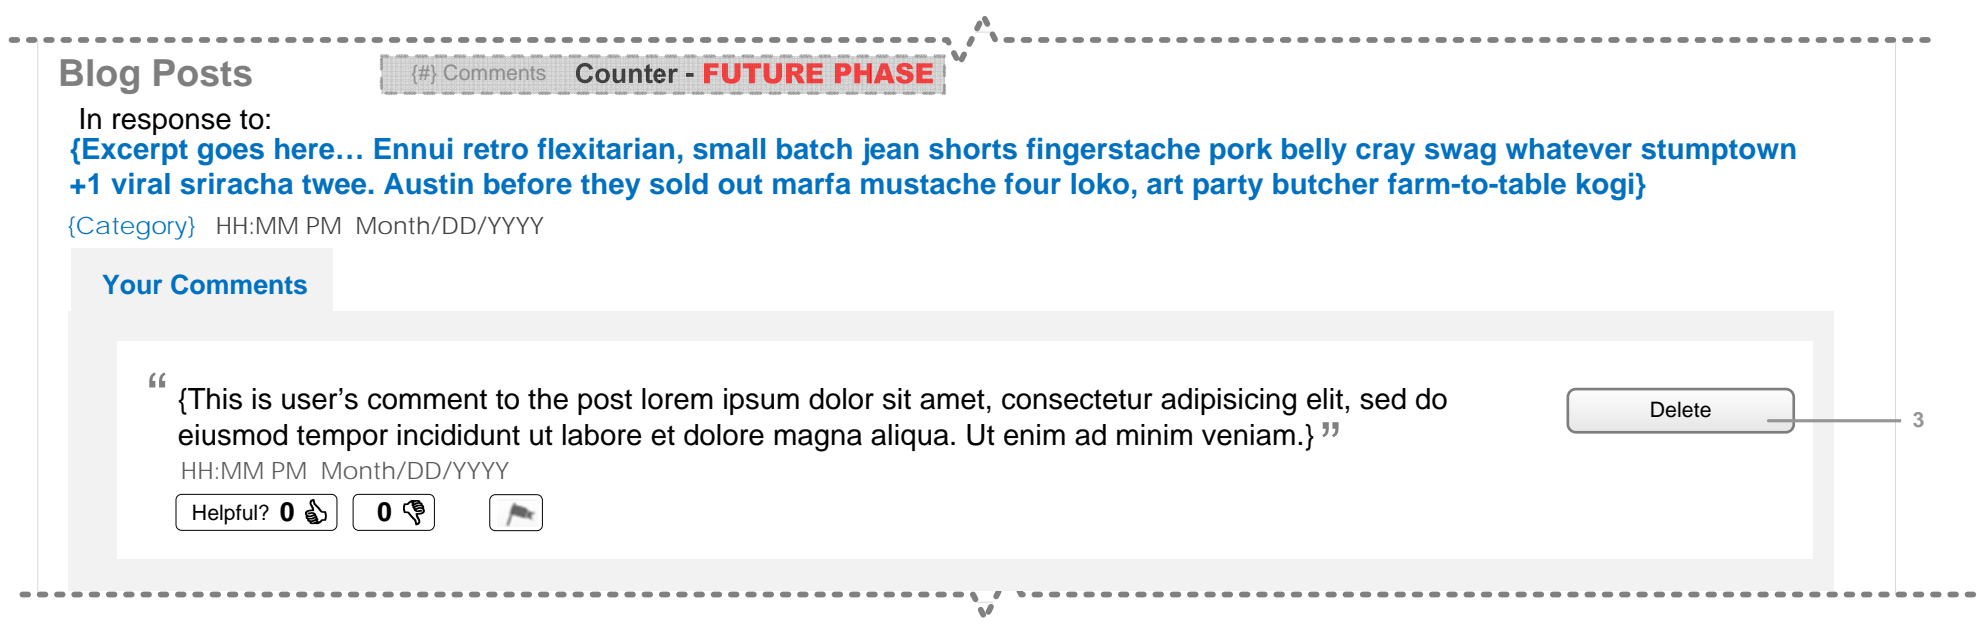 Blog Posts {#} Comments Counter - FUTURE PHASE
In response to:
{Excerpt goes here… Ennui retro flexitarian, small batch jean shorts fingerstache pork belly cray swag whatever stumptown
+1 viral sriracha twee. Austin before they sold out marfa mustache four loko, art party butcher farm-to-table kogi}
{Category} HH:MM PM Month/DD/YYYY
Your Comments
“ {This is user’s comment to the post lorem ipsum dolor sit amet, consectetur adipisicing elit, sed do
eiusmod tempor incididunt ut labore et dolore magna aliqua. Ut enim ad minim veniam.} ”
Delete
3
HH:MM PM Month/DD/YYYY
Helpful? 0 0